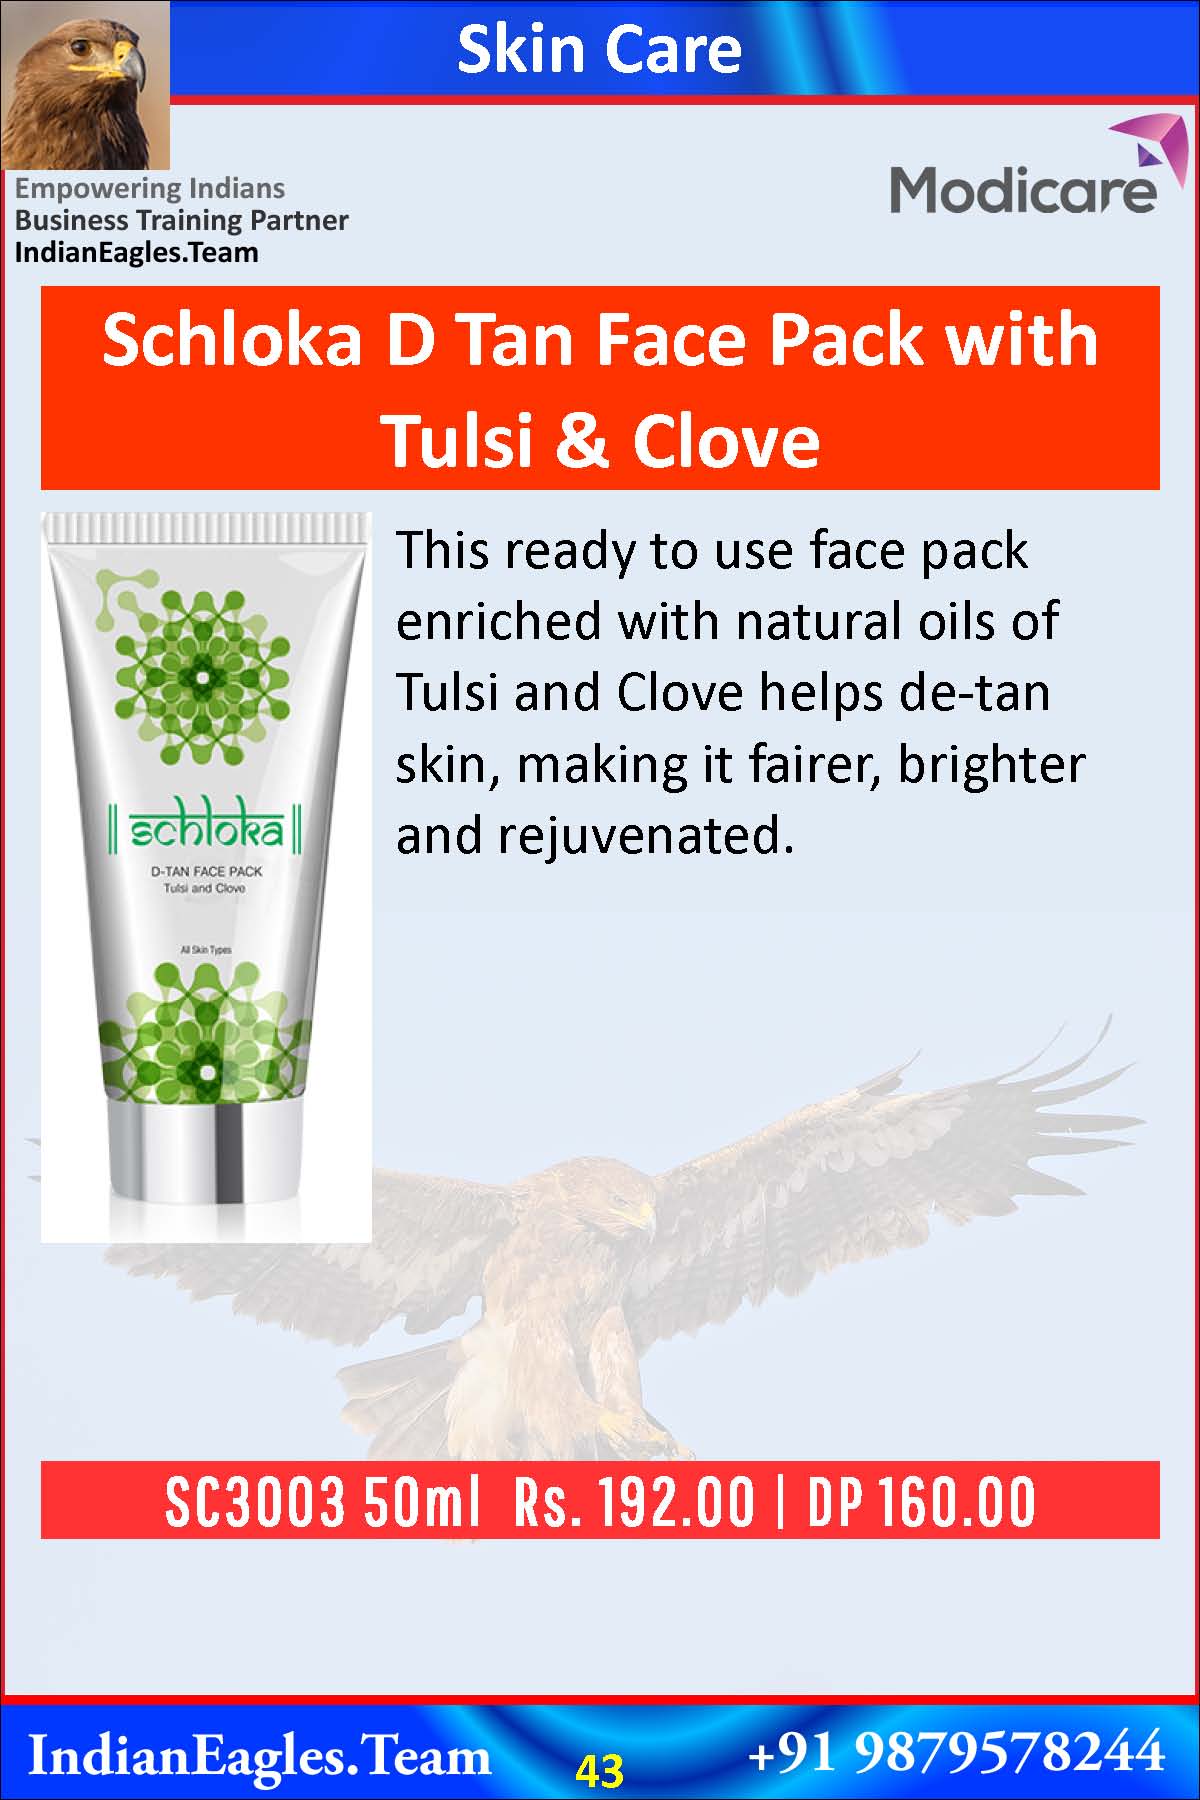 Skin Care
Empowering Indians
Business Training Partner
IndianEagles.Team
Modicare
Schloka D Tan Face Pack with
Tulsi & Clove
This ready to use face pack
enriched with natural oils of
Tulsi and Clove helps de-tan
skin, making it fairer, brighter
and rejuvenated.
schloka
D-TAN FACE PACK
Tulsi and Clove
All Skin Types
SC3003 50ml Rs. 192.00 | DP 160.00
IndianEagles.Team
43
+91 9879578244